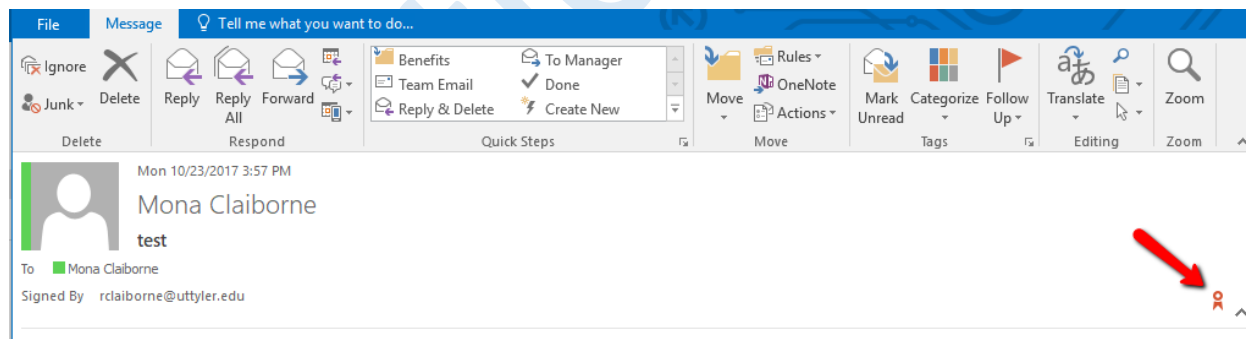 File Message Tell me what you want to do...
Ignore
Junk
Delete
Reply
Reply All
Forward
Benefits
Team Email
Reply & Delete
To Manager
Done
Create New
Move
Rules
OneNote
Actions
Mark Unread
Categorize
Follow Up
Translate
Zoom
Delete Respond Quick Steps Move Tags Editing Zoom
Mon 10/23/2017 3:57 PM
Mona Claiborne
test
To Mona Claiborne
Signed By rclaiborne@uttyler.edu